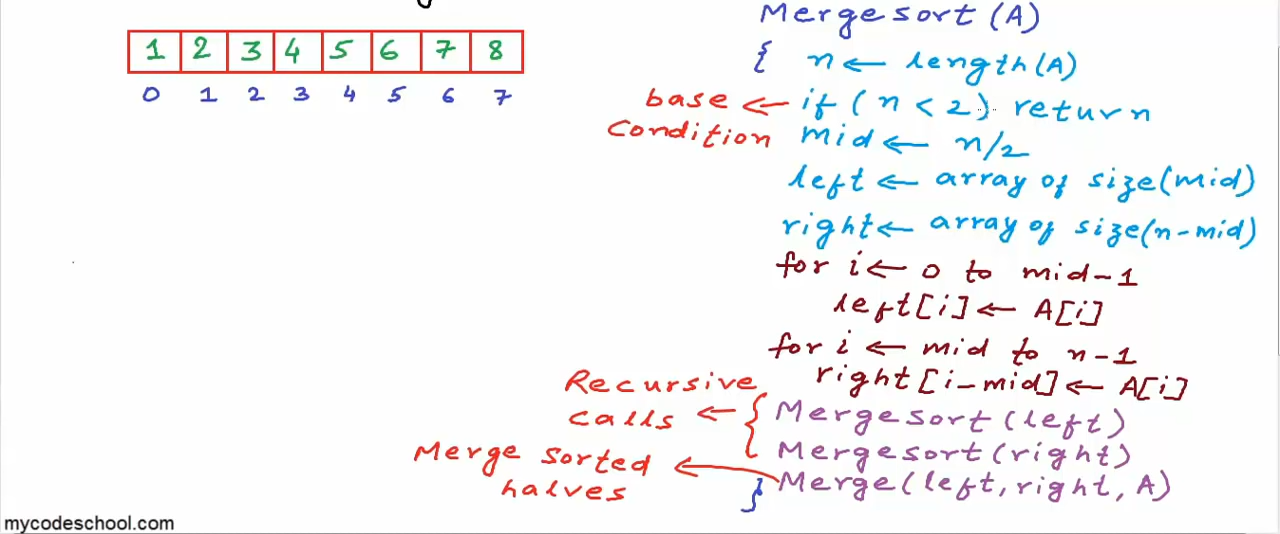 1 2 3 4 5 6 7 8
0 1 2 3 4 5 6 7
Mergesort (A)
{ n ← length(A)
base ← if (n < 2) return
Condition mid ← n/2
left ← array of size(mid)
right ← array of size(n-mid)
for i ← 0 to mid-1
left[i] ← A[i]
for i ← mid to n-1
right[i-mid] ← A[i]
Recursive
calls ← { Mergesort (left)
Mergesort (right)
Merge sorted ← Merge(left, right, A)
halves }
mycodeschool.com